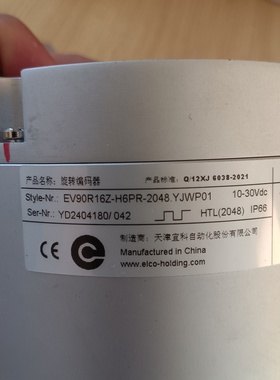 产品名称：旋转编码器 产品标准：Q/12XJ 6038-2021
Style-Nr.: EV90R16Z-H6PR-2048.YJWP01 10-30Vdc
Ser-Nr.: YD2404180/ 042 HTL(2048) IP66
CE
制造商：天津宜科自动化股份有限公司
Manufactured in China
www.elco-holding.com